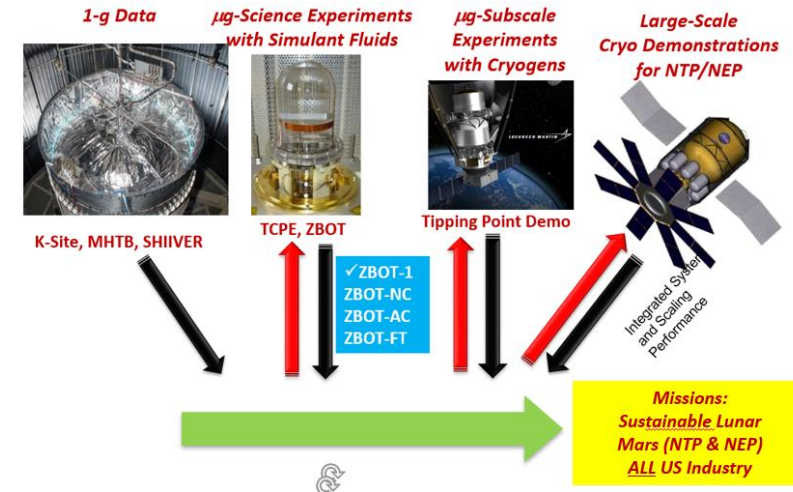 1-g Data
µg-Science Experiments
with Simulant Fluids
µg-Subscale
Experiments
with Cryogens
Large-Scale
Cryo Demonstrations
for NTP/NEP
LOCKHEED MARTIN
K-Site, MHTB, SHIIVER
TCPE, ZBOT
Tipping Point Demo
✓ZBOT-1
ZBOT-NC
ZBOT-AC
ZBOT-FT
Integrated System
and Scaling
Performance
Missions:
Sustainable Lunar
Mars (NTP & NEP)
ALL US Industry